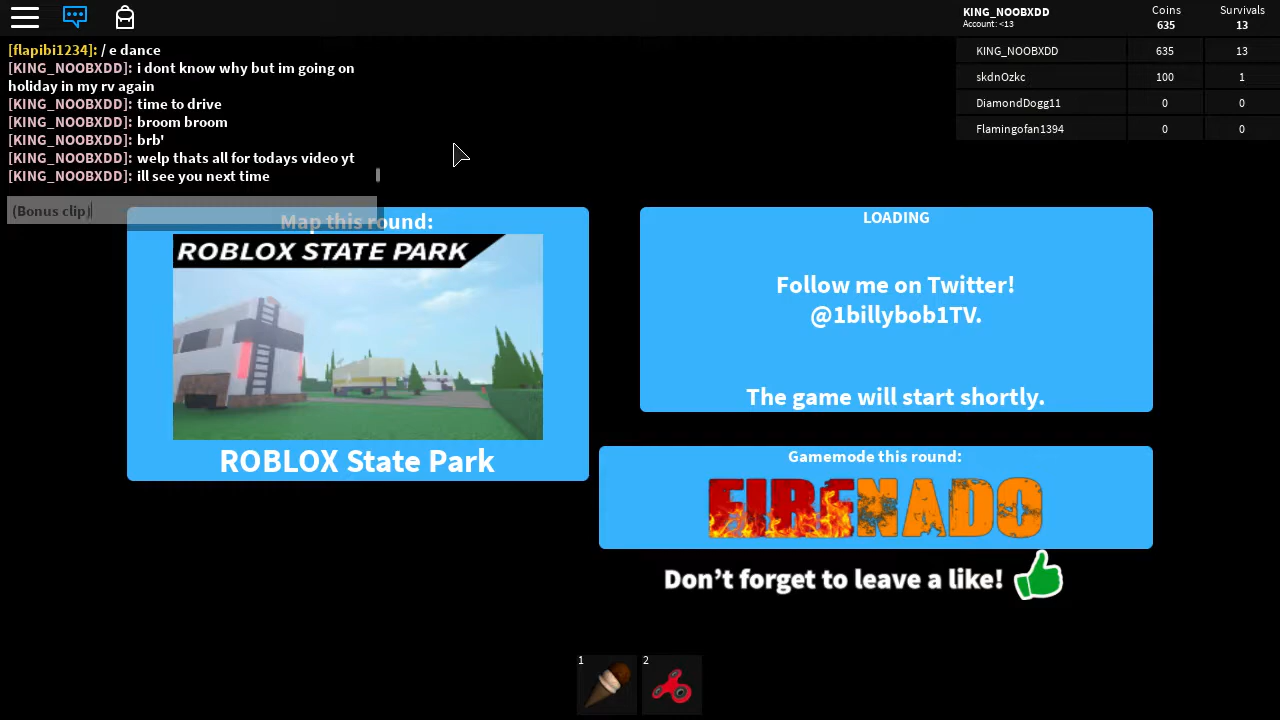 [flapibi1234]: / e dance
[KING_NOOBXDD]: i dont know why but im going on
holiday in my rv again
[KING_NOOBXDD]: time to drive
[KING_NOOBXDD]: broom broom
[KING_NOOBXDD]: brb'
[KING_NOOBXDD]: welp thats all for todays video yt
[KING_NOOBXDD]: ill see you next time
(Bonus clip)
KING_NOOBXDD
Account: <13
Coins
635
Survivals
13
KING_NOOBXDD 635 13
skdnOzkc 100 1
DiamondDogg11 0 0
Flamingofan1394 0 0
Map this round:
ROBLOX STATE PARK
ROBLOX State Park
LOADING
Follow me on Twitter!
@1billybob1TV.
The game will start shortly.
Gamemode this round:
FIRENADO
Don't forget to leave a like!
1
2